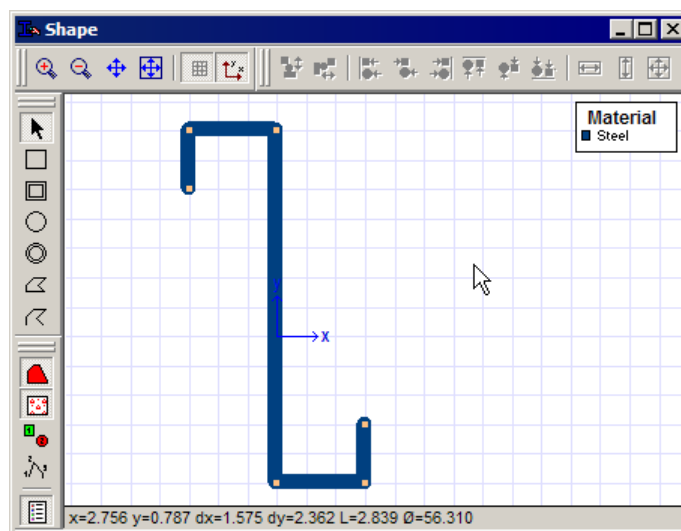 Shape
y x
Material
Steel
y
x
x=2.756 y=0.787 dx=1.575 dy=2.362 L=2.839 Ø=56.310